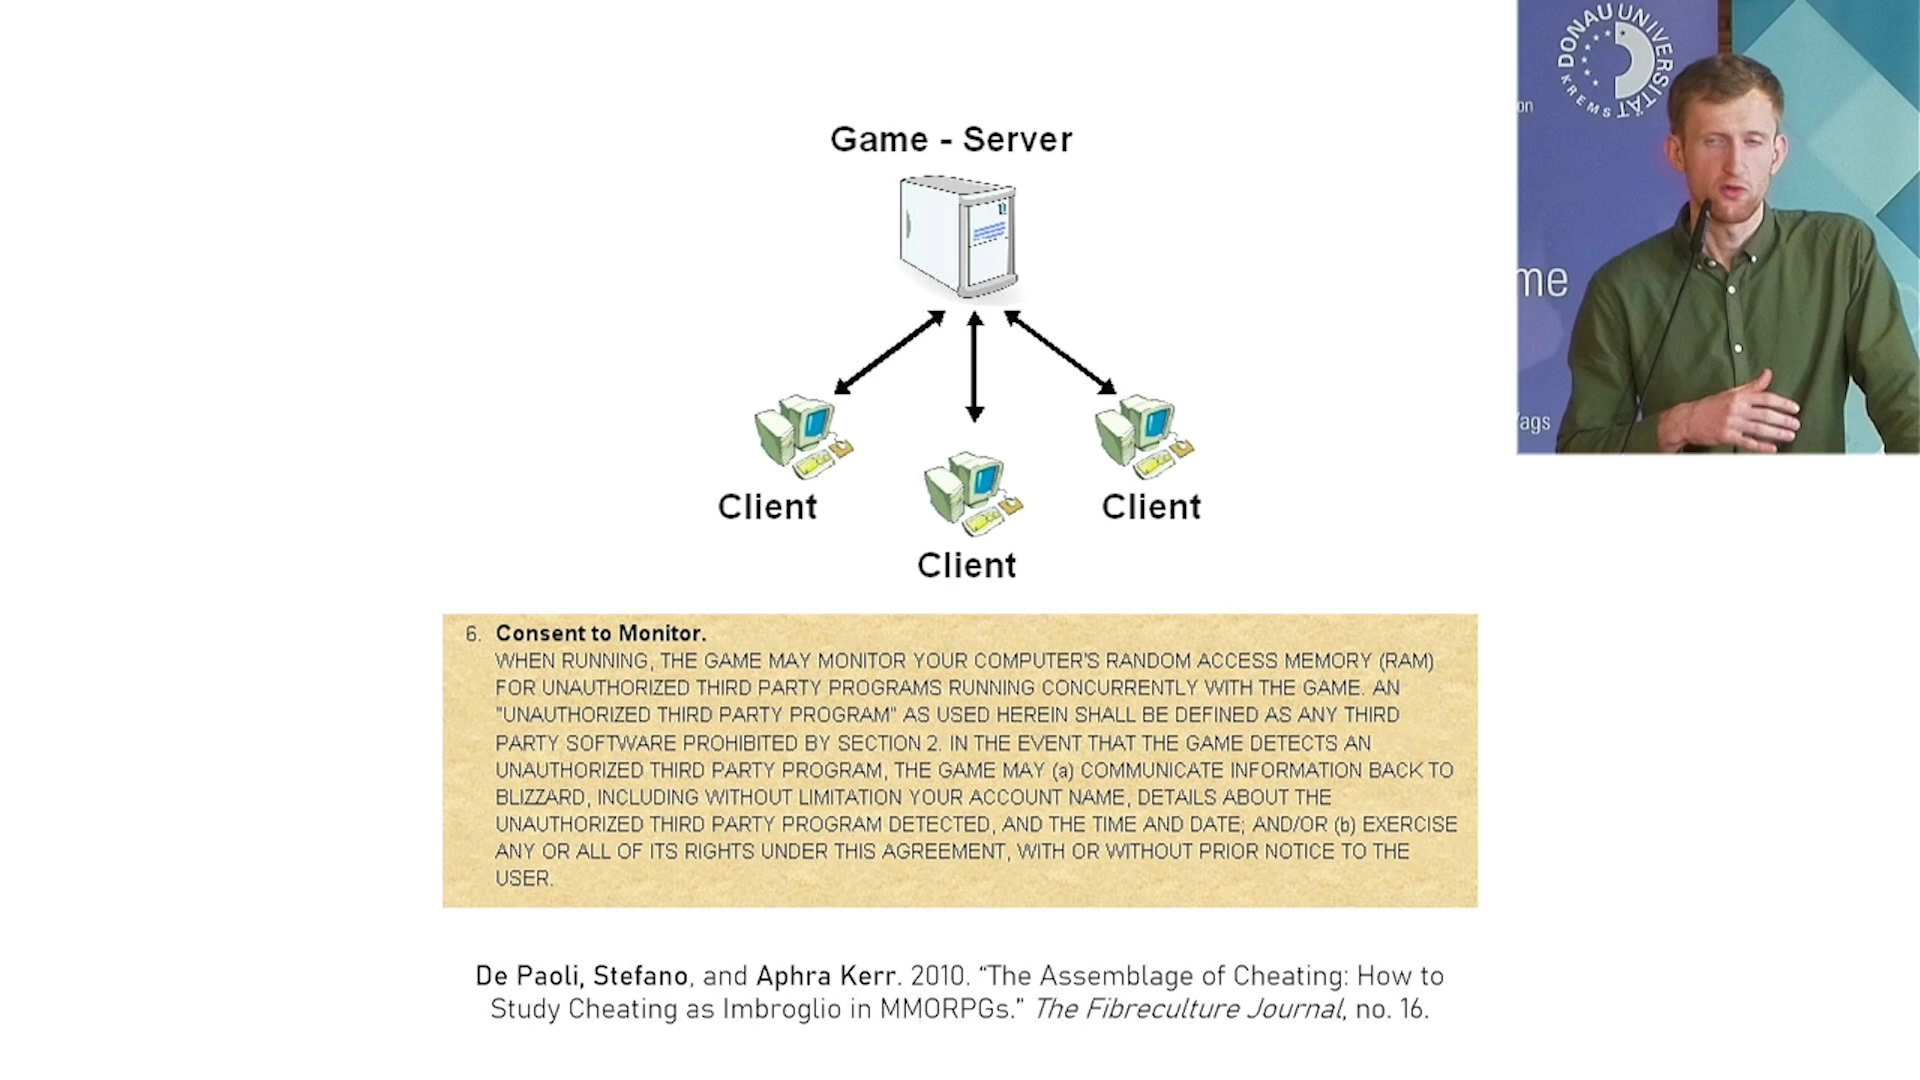 Game - Server
Client
Client
Client
6. Consent to Monitor.
WHEN RUNNING, THE GAME MAY MONITOR YOUR COMPUTER'S RANDOM ACCESS MEMORY (RAM)
FOR UNAUTHORIZED THIRD PARTY PROGRAMS RUNNING CONCURRENTLY WITH THE GAME. AN
"UNAUTHORIZED THIRD PARTY PROGRAM" AS USED HEREIN SHALL BE DEFINED AS ANY THIRD
PARTY SOFTWARE PROHIBITED BY SECTION 2. IN THE EVENT THAT THE GAME DETECTS AN
UNAUTHORIZED THIRD PARTY PROGRAM, THE GAME MAY (a) COMMUNICATE INFORMATION BACK TO
BLIZZARD, INCLUDING WITHOUT LIMITATION YOUR ACCOUNT NAME, DETAILS ABOUT THE
UNAUTHORIZED THIRD PARTY PROGRAM DETECTED, AND THE TIME AND DATE; AND/OR (b) EXERCISE
ANY OR ALL OF ITS RIGHTS UNDER THIS AGREEMENT, WITH OR WITHOUT PRIOR NOTICE TO THE
USER.
De Paoli, Stefano, and Aphra Kerr. 2010. “The Assemblage of Cheating: How to
Study Cheating as Imbroglio in MMORPGs.” The Fibreculture Journal, no. 16.
DONAU UNIVERSITÄT
KREMS
on
me